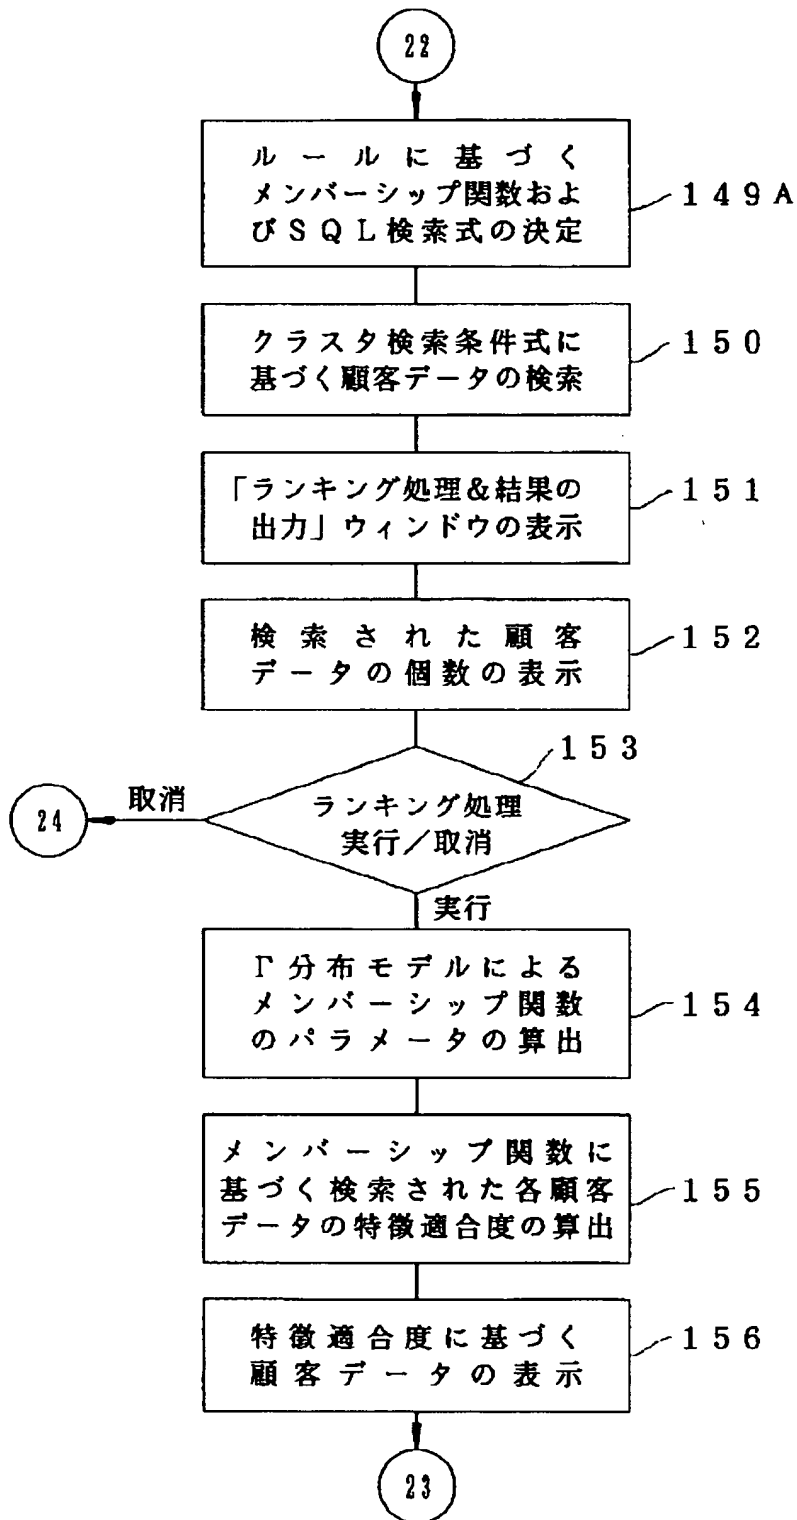 22
ルールに基づく
メンバーシップ関数およ
びSQL検索式の決定
149A
クラスタ検索条件式に
基づく顧客データの検索
150
「ランキング処理&結果の
出力」ウィンドウの表示
151
検索された顧客
データの個数の表示
152
153
取消
24
ランキング処理
実行／取消
実行
Γ分布モデルによる
メンバーシップ関数
のパラメータの算出
154
メンバーシップ関数に
基づく検索された各顧客
データの特徴適合度の算出
155
特徴適合度に基づく
顧客データの表示
156
23